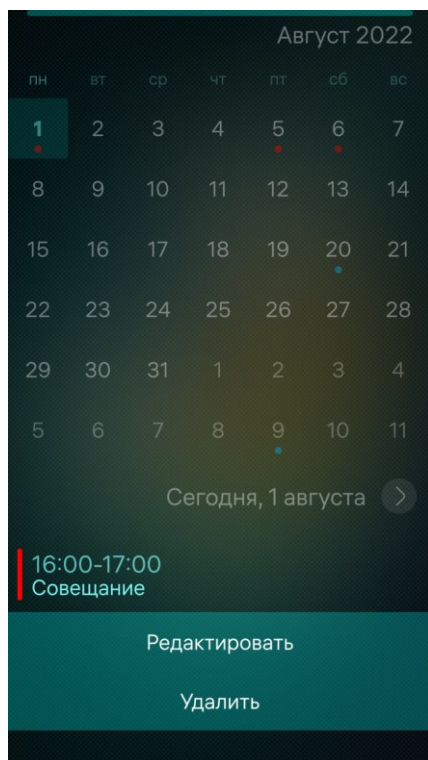 Август 2022
пн вт ср чт пт сб вс
1 2 3 4 5 6 7
8 9 10 11 12 13 14
15 16 17 18 19 20 21
22 23 24 25 26 27 28
29 30 31 1 2 3 4
5 6 7 8 9 10 11
Сегодня, 1 августа
16:00-17:00
Совещание
Редактировать
Удалить